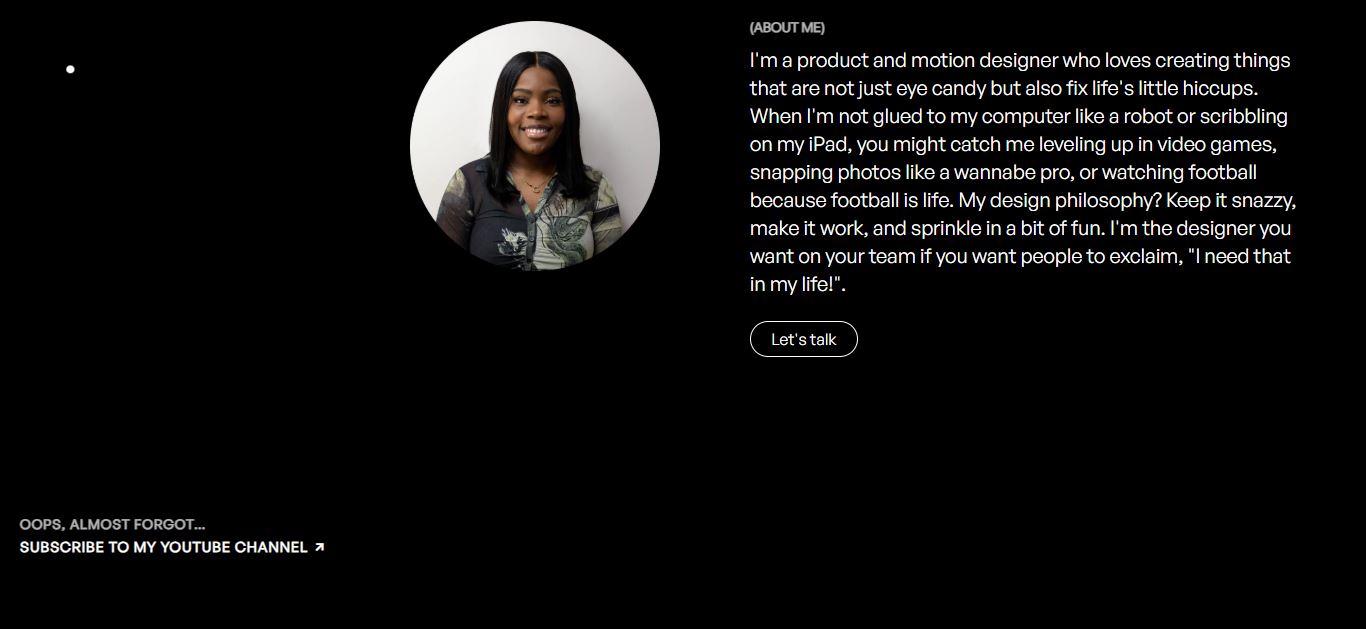 (ABOUT ME)
I'm a product and motion designer who loves creating things
that are not just eye candy but also fix life's little hiccups.
When I'm not glued to my computer like a robot or scribbling
on my iPad, you might catch me leveling up in video games,
snapping photos like a wannabe pro, or watching football
because football is life. My design philosophy? Keep it snazzy,
make it work, and sprinkle in a bit of fun. I'm the designer you
want on your team if you want people to exclaim, "I need that
in my life!".
Let's talk
OOPS, ALMOST FORGOT...
SUBSCRIBE TO MY YOUTUBE CHANNEL ↗